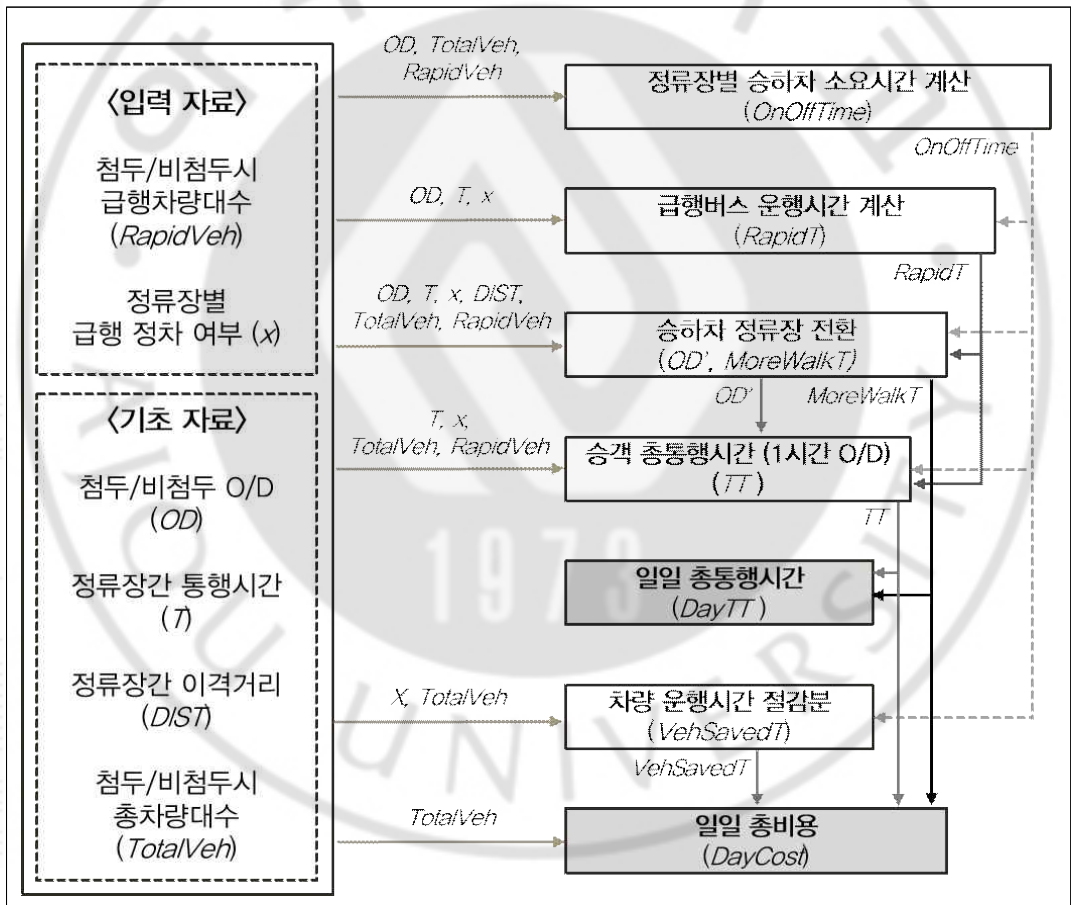 〈입력 자료〉
첨두/비첨두시
급행차량대수
(RapidVeh)
정류장별
급행 정차 여부 (x)
〈기초 자료〉
첨두/비첨두 O/D
(OD)
정류장간 통행시간
(T)
정류장간 이격거리
(DIST)
첨두/비첨두시
총차량대수
(TotalVeh)
OD, TotalVeh,
RapidVeh
정류장별 승하차 소요시간 계산
(OnOffTime)
OnOffTime
OD, T, x
급행버스 운행시간 계산
(RapidT)
RapidT
OD, T, x, DIST,
TotalVeh, RapidVeh
승하차 정류장 전환
(OD', MoreWalkT)
OD'
MoreWalkT
T, x,
TotalVeh, RapidVeh
승객 총통행시간 (1시간 O/D)
(TT)
TT
일일 총통행시간
(DayTT)
X, TotalVeh
차량 운행시간 절감분
(VehSavedT)
VehSavedT
TotalVeh
일일 총비용
(DayCost)
AJOU UNIVERSITY
1973